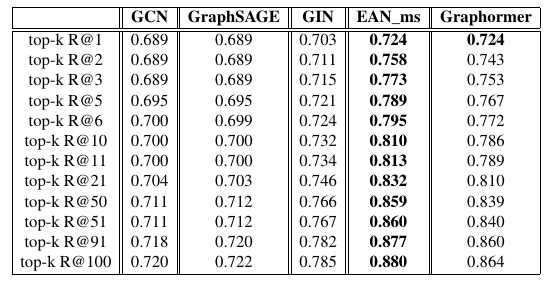 GCN GraphSAGE GIN EAN_ms Graphormer
top-k R@1 0.689 0.689 0.703 0.724 0.724
top-k R@2 0.689 0.689 0.711 0.758 0.743
top-k R@3 0.689 0.689 0.715 0.773 0.753
top-k R@5 0.695 0.695 0.721 0.789 0.767
top-k R@6 0.700 0.699 0.724 0.795 0.772
top-k R@10 0.700 0.700 0.732 0.810 0.786
top-k R@11 0.700 0.700 0.734 0.813 0.789
top-k R@21 0.704 0.703 0.746 0.832 0.810
top-k R@50 0.711 0.712 0.766 0.859 0.839
top-k R@51 0.711 0.712 0.767 0.860 0.840
top-k R@91 0.718 0.720 0.782 0.877 0.860
top-k R@100 0.720 0.722 0.785 0.880 0.864